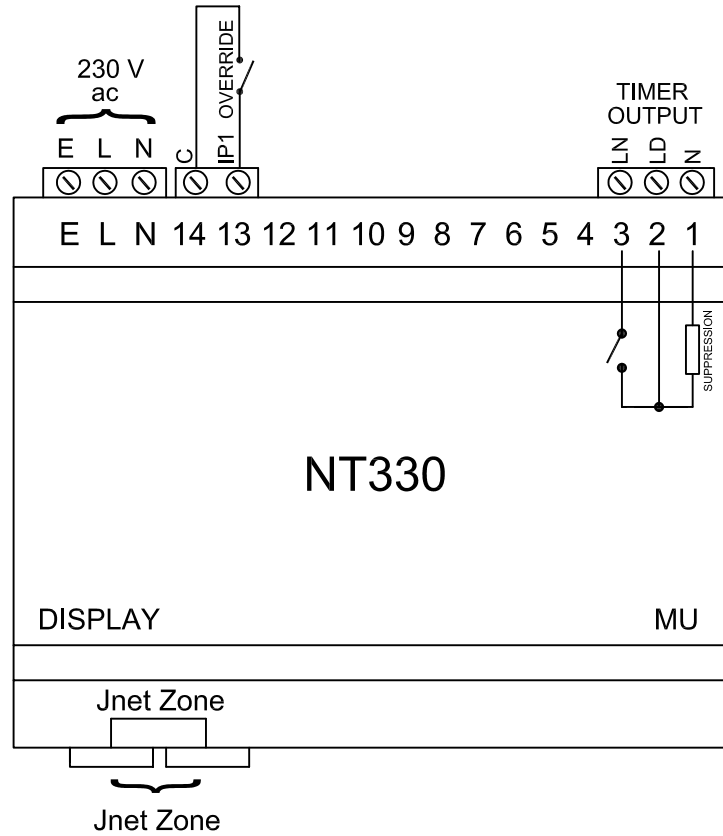 230 V
ac
E L N
C
IP1 OVERRIDE
TIMER
OUTPUT
LN
LD
N
E L N 14 13 12 11 10 9 8 7 6 5 4 3 2 1
SUPPRESSION
NT330
DISPLAY
MU
Jnet Zone
Jnet Zone